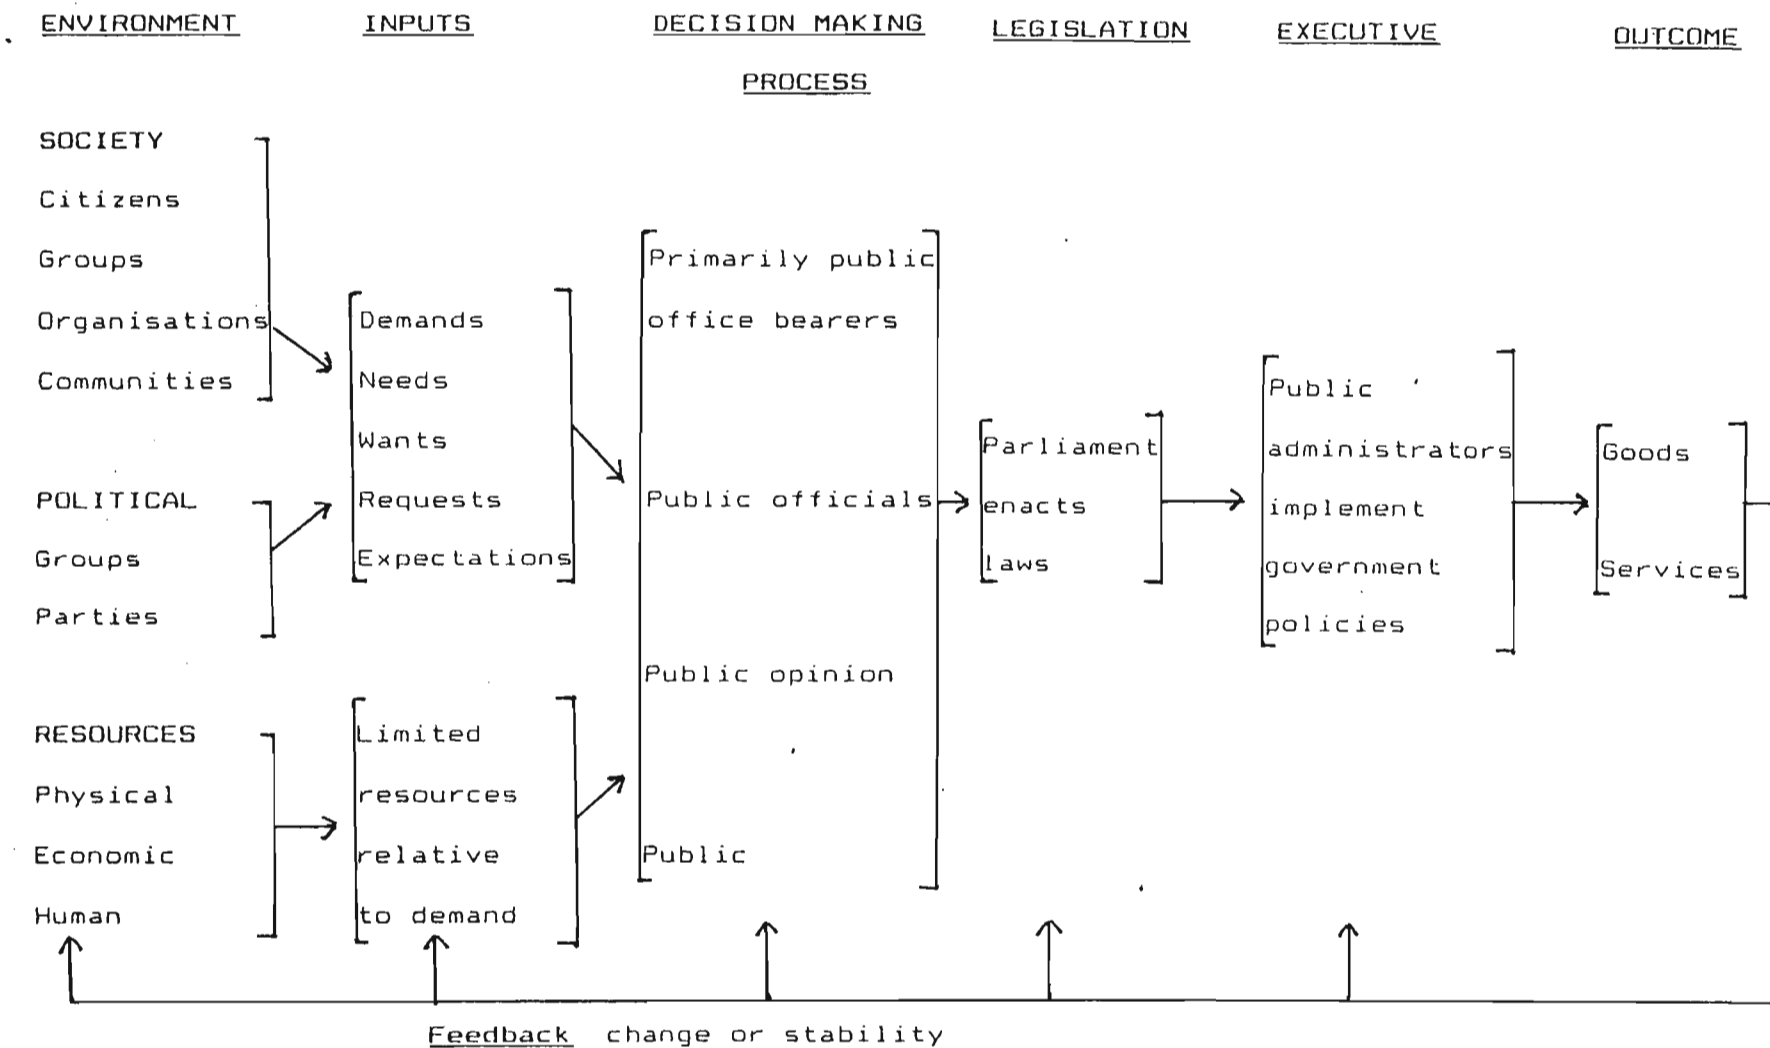 ENVIRONMENT
INPUTS
DECISION MAKING
PROCESS
LEGISLATION
EXECUTIVE
OUTCOME
SOCIETY
Citizens
Groups
Organisations
Communities
POLITICAL
Groups
Parties
RESOURCES
Physical
Economic
Human
Demands
Needs
Wants
Requests
Expectations
Limited
resources
relative
to demand
Primarily public
office bearers
Public officials
Public opinion
Public
Parliament
enacts
laws
Public
administrators
implement
government
policies
Goods
Services
Feedback change or stability